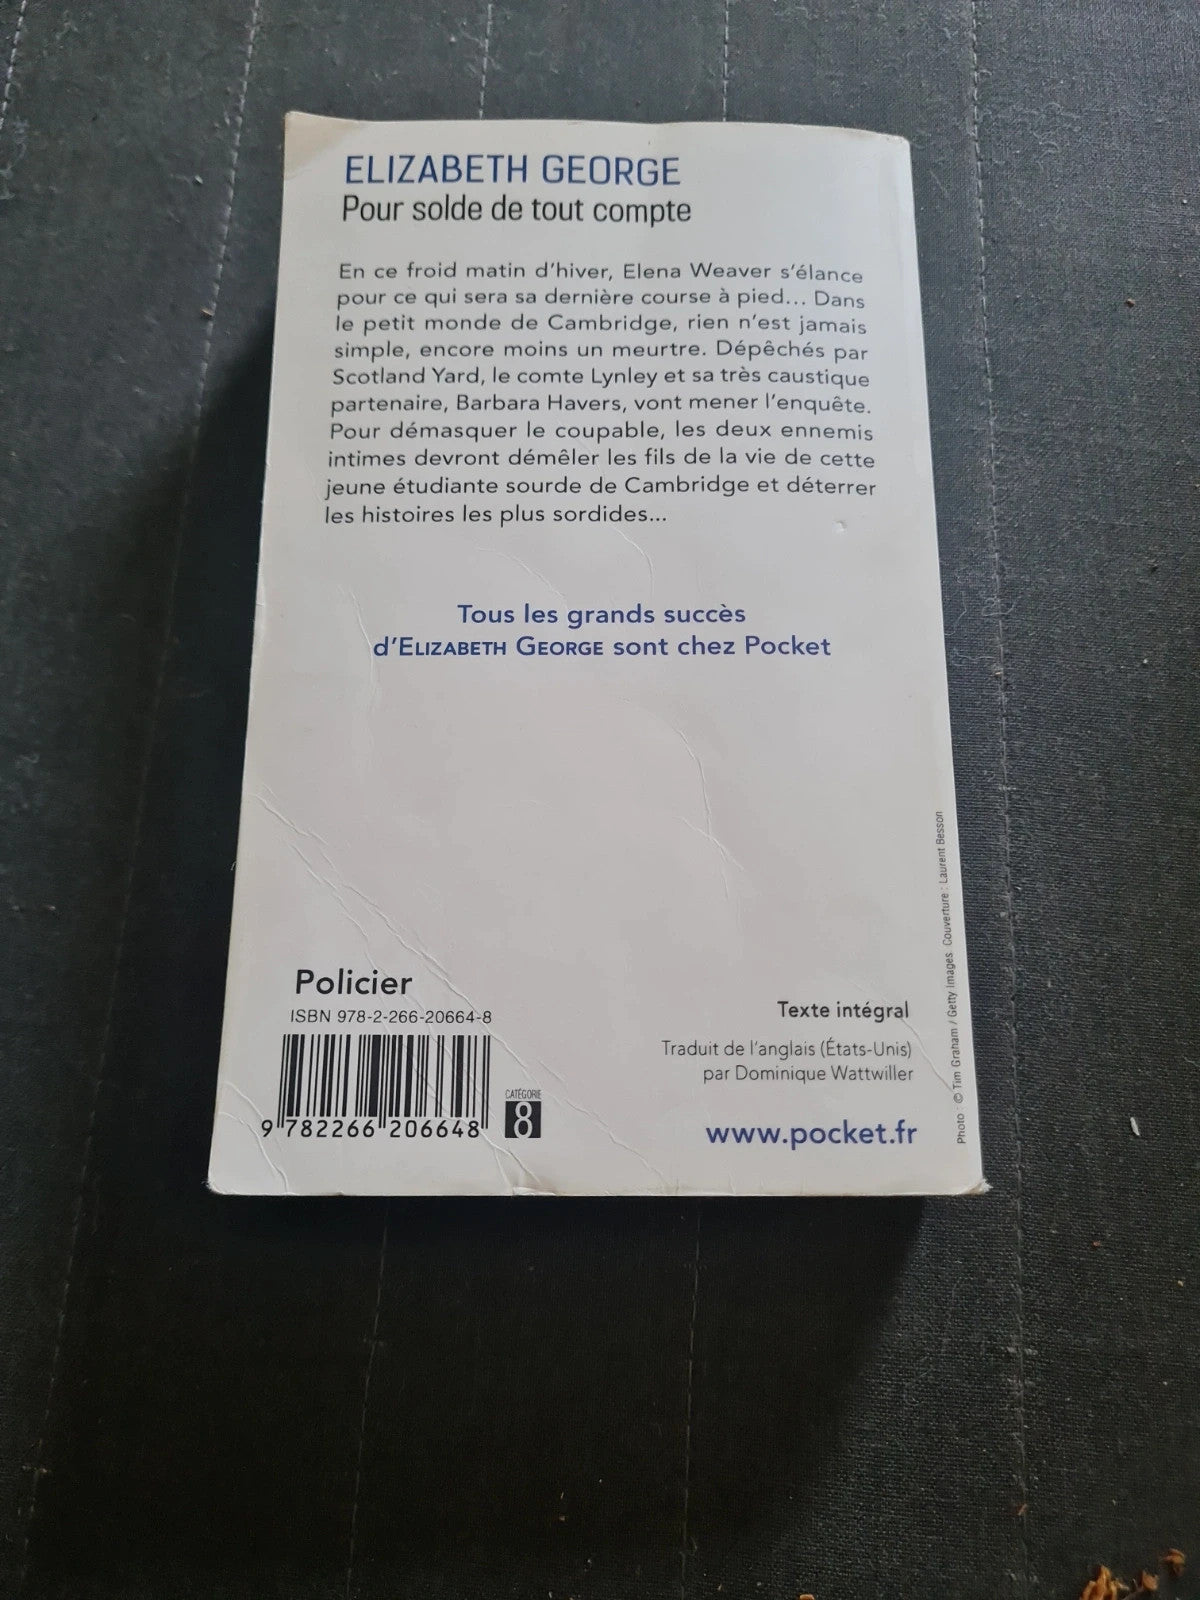 ELIZABETH GEORGE
Pour solde de tout compte
En ce froid matin d'hiver, Elena Weaver s'élance
pour ce qui sera sa dernière course à pied... Dans
le petit monde de Cambridge, rien n'est jamais
simple, encore moins un meurtre. Dépêchés par
Scotland Yard, le comte Lynley et sa très caustique
partenaire, Barbara Havers, vont mener l'enquête.
Pour démasquer le coupable, les deux ennemis
intimes devront démêler les fils de la vie de cette
jeune étudiante sourde de Cambridge et déterrer
les histoires les plus sordides...
Tous les grands succès
d'ELIZABETH GEORGE sont chez Pocket
Policier
ISBN 978-2-266-20664-8
9 782266 206648
CATÉGORIE
8
Texte intégral
Traduit de l'anglais (États-Unis)
par Dominique Wattwiller
www.pocket.fr
Photo : © Tim Graham / Getty Images. Couverture : Laurent Besson